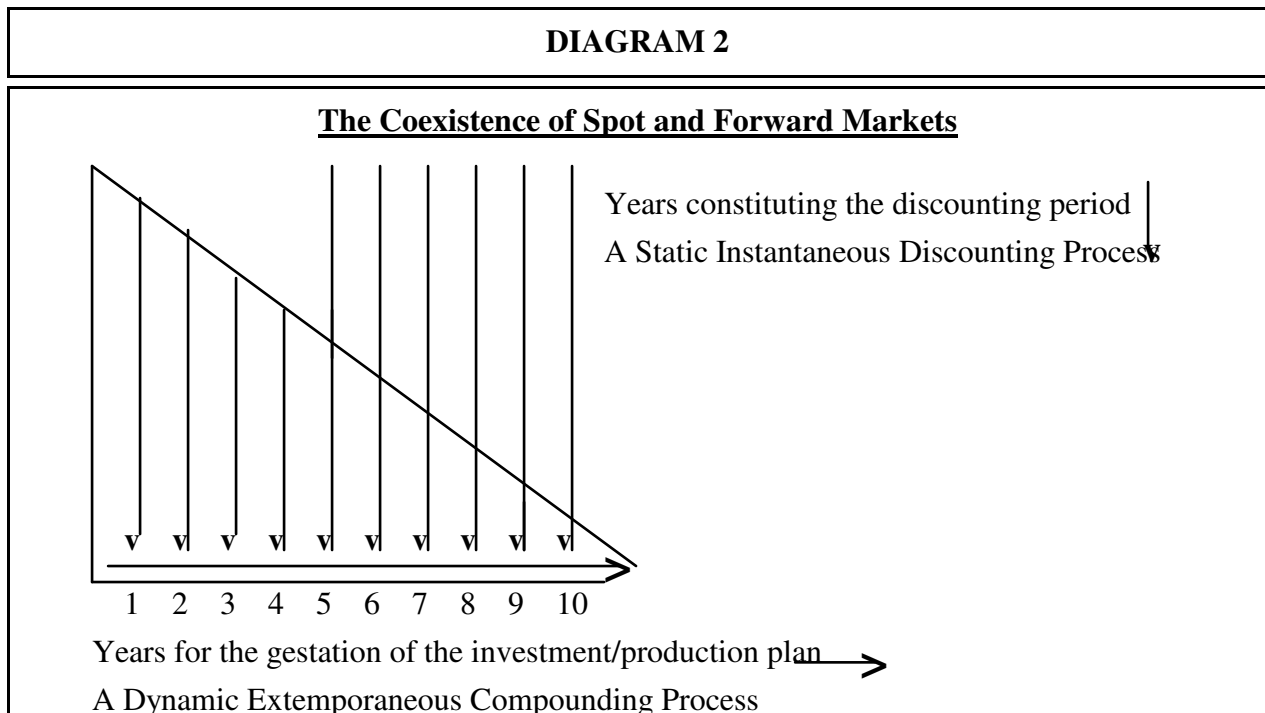 DIAGRAM 2
The Coexistence of Spot and Forward Markets
Years constituting the discounting period
A Static Instantaneous Discounting Process
v
v v v v v v v v v v
1 2 3 4 5 6 7 8 9 10
Years for the gestation of the investment/production plan
A Dynamic Extemporaneous Compounding Process